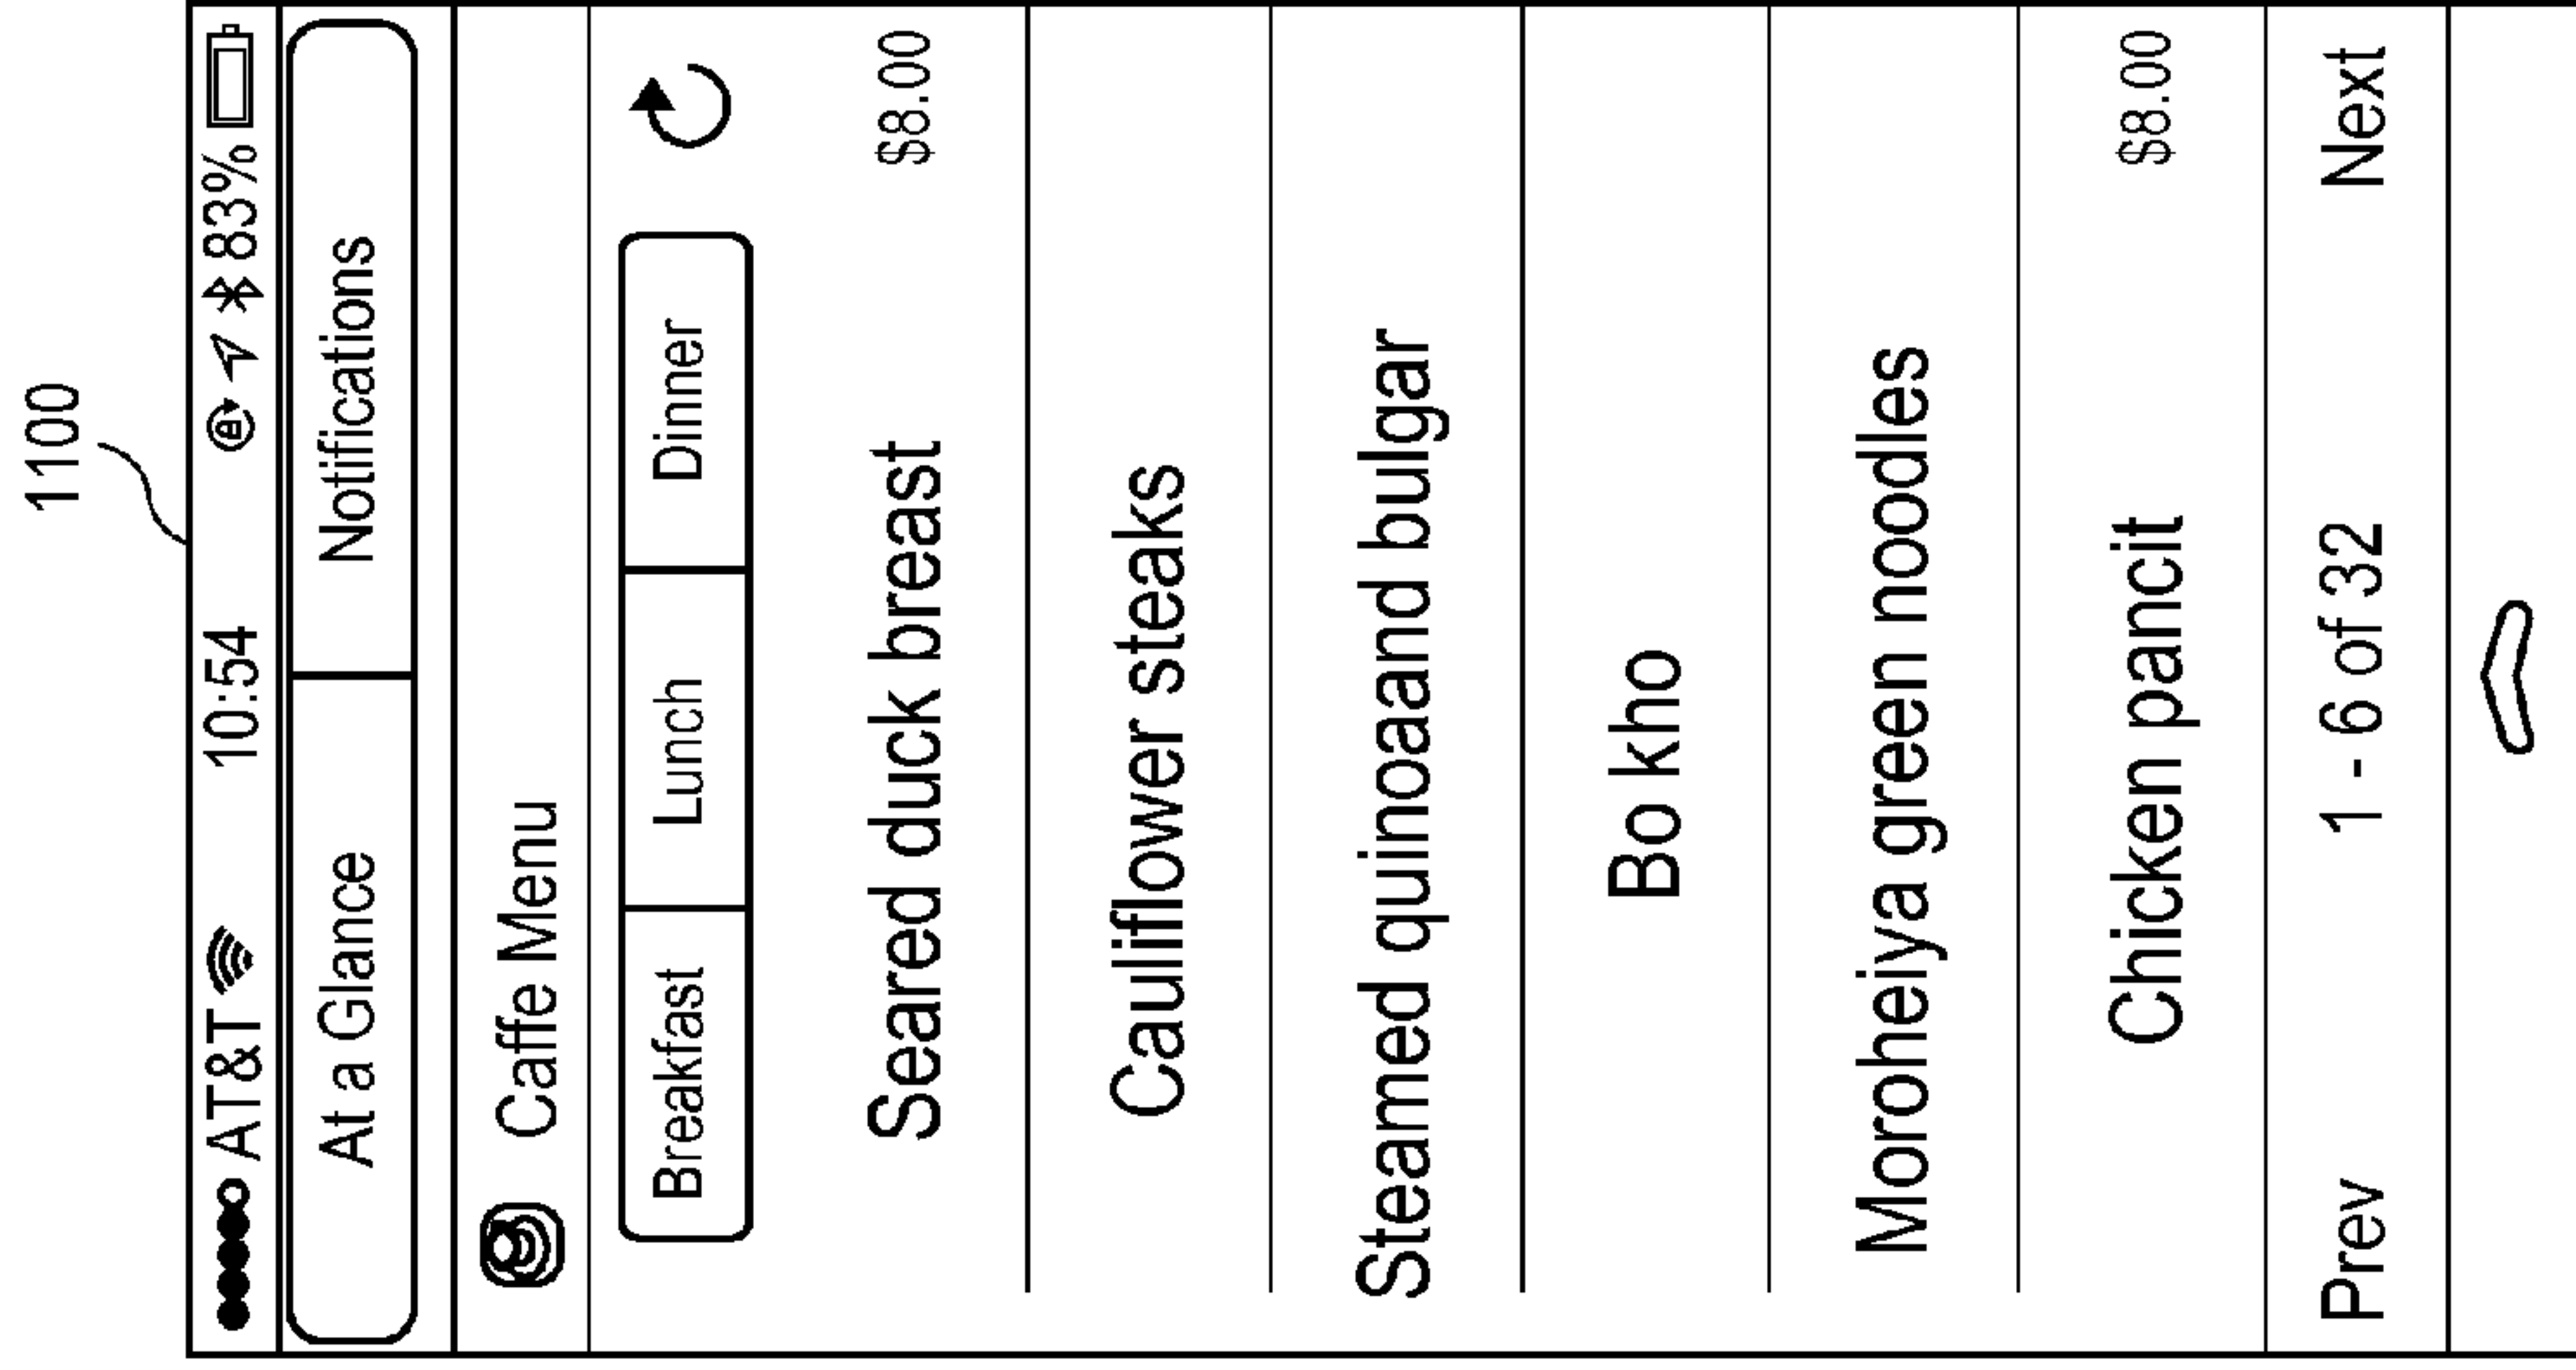 1100
AT&T 10:54 83%
At a Glance Notifications
Caffe Menu
Breakfast Lunch Dinner
Seared duck breast $8.00
Cauliflower steaks
Steamed quinoaand bulgar
Bo kho
Moroheiya green noodles
Chicken pancit $8.00
Prev 1 - 6 of 32 Next